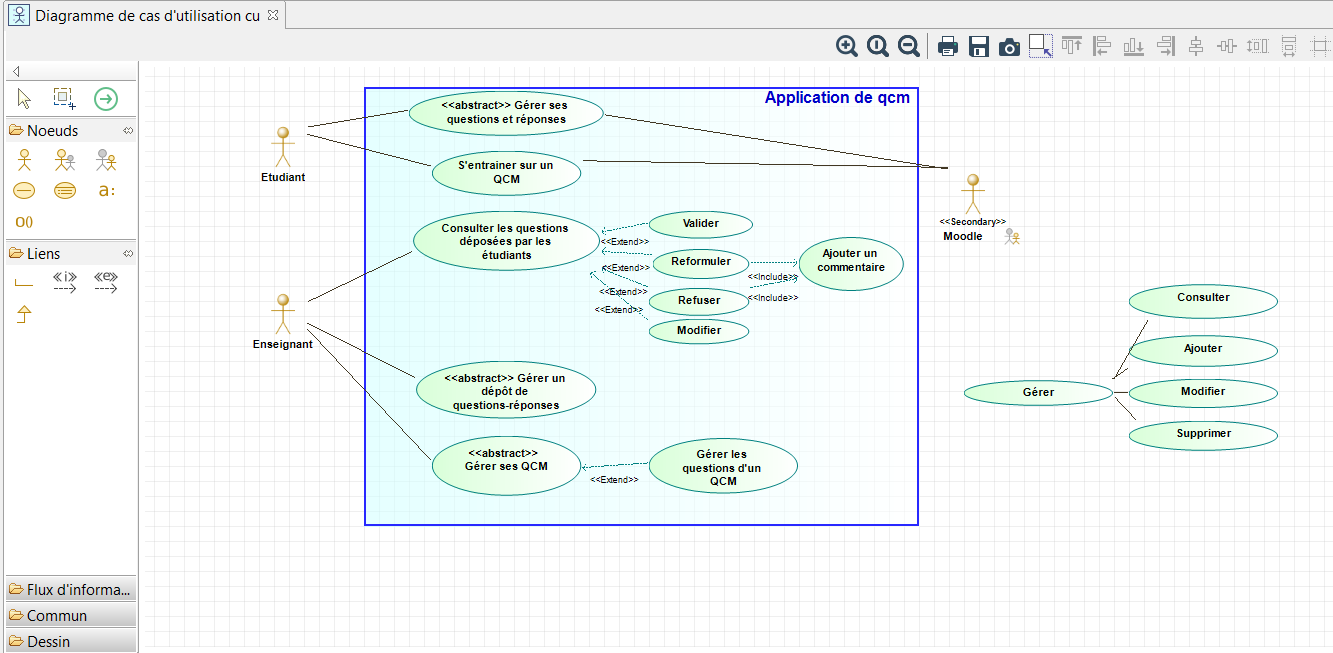 Diagramme de cas d'utilisation cu
Noeuds
a:
O()
Liens
«i»
«e»
Flux d'informa...
Commun
Dessin
Application de qcm
<<abstract>> Gérer ses
questions et réponses
Etudiant
S'entrainer sur un
QCM
<<Secondary>>
Moodle
Consulter les questions
déposées par les
étudiants
Valider
<<Extend>>
Reformuler
<<Extend>>
Ajouter un
commentaire
<<Include>>
<<Extend>>
Refuser
<<Include>>
<<Extend>>
Modifier
Enseignant
<<abstract>> Gérer un
dépôt de
questions-réponses
<<abstract>>
Gérer ses QCM
<<Extend>>
Gérer les
questions d'un
QCM
Consulter
Ajouter
Gérer
Modifier
Supprimer